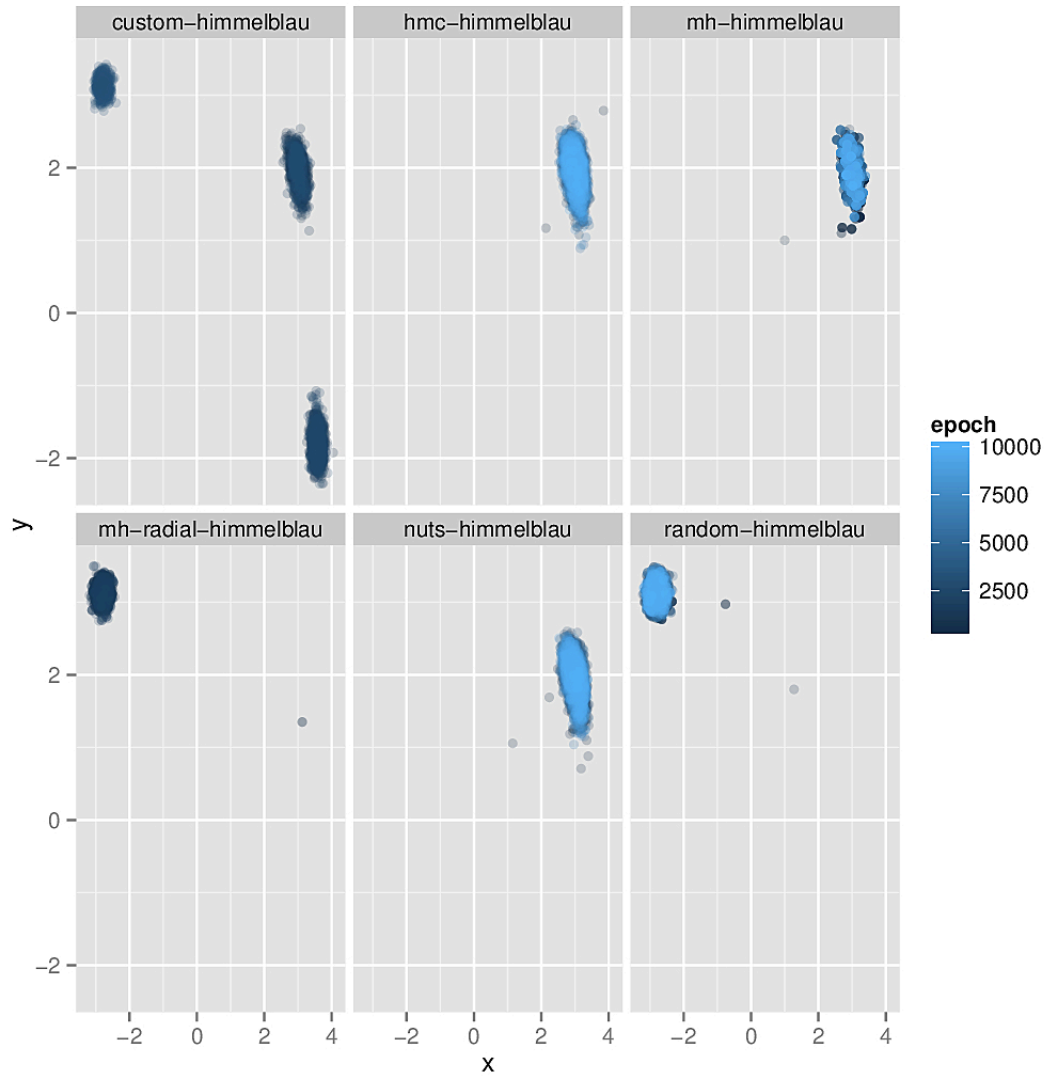 custom−himmelblau hmc−himmelblau mh−himmelblau
2
0
−2
y
mh−radial−himmelblau nuts−himmelblau random−himmelblau
2
0
−2
−2 0 2 4 −2 0 2 4 −2 0 2 4
x
epoch
10000
7500
5000
2500